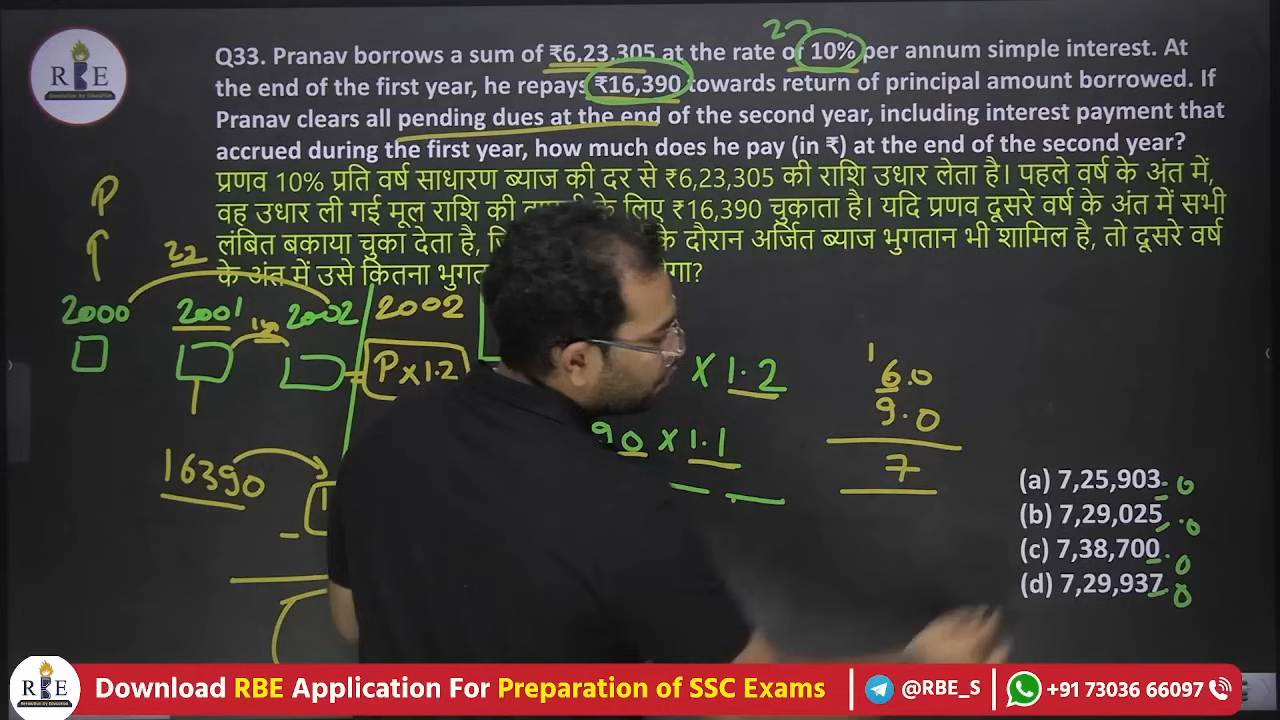 Q33. Pranav borrows a sum of ₹6,23,305 at the rate of 10% per annum simple interest. At
the end of the first year, he repays ₹16,390 towards return of principal amount borrowed. If
Pranav clears all pending dues at the end of the second year, including interest payment that
accrued during the first year, how much does he pay (in ₹) at the end of the second year?
प्रणव 10% प्रति वर्ष साधारण ब्याज की दर से ₹6,23,305 की राशि उधार लेता है। पहले वर्ष के अंत में,
वह उधार ली गई मूल राशि की के लिए ₹16,390 चुकाता है। यदि प्रणव दूसरे वर्ष के अंत में सभी
लंबित बकाया चुका देता है, के दौरान अर्जित ब्याज भुगतान भी शामिल है, तो दूसरे वर्ष
के अंत में उसे कितना
RBE
P
2000 2001 2002 2002
P x 1.2
x 1.2
6.0
90 x 1.1
9.0
7
16390
(a) 7,25,903.0
(b) 7,29,025.0
(c) 7,38,700.0
(d) 7,29,937.0
RBE
Download RBE Application For Preparation of SSC Exams
@RBE_S
+91 73036 66097